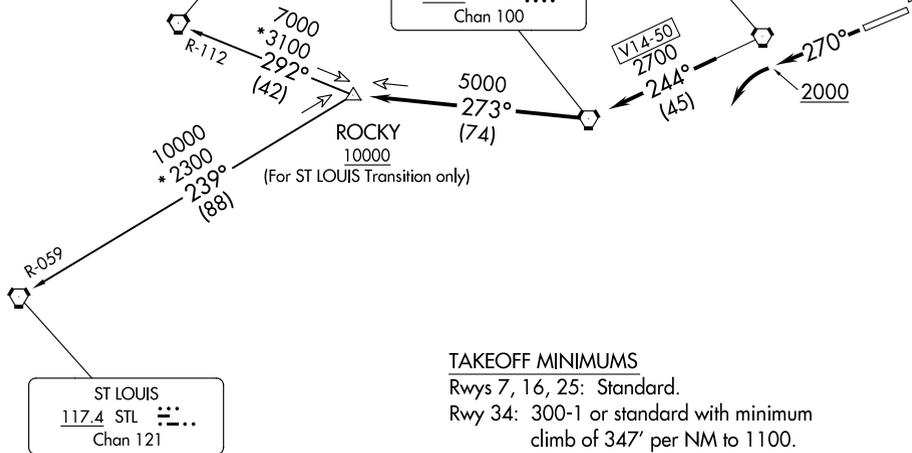 7000
*3100
292°
(42)
R-112
Chan 100
V14-50
2700
244°
(45)
270°
2000
5000
273°
(74)
ROCKY
10000
(For ST LOUIS Transition only)
10000
*2300
239°
(88)
R-059
ST LOUIS
117.4 STL
Chan 121
TAKEOFF MINIMUMS
Rwys 7, 16, 25: Standard.
Rwy 34: 300-1 or standard with minimum
climb of 347' per NM to 1100.